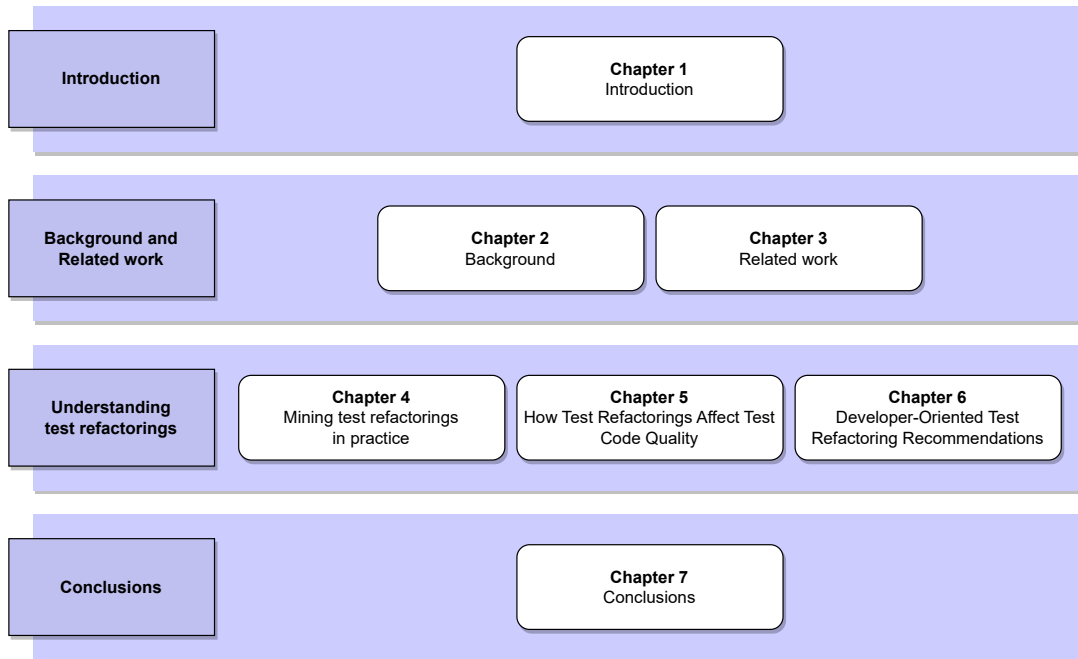 Introduction
Chapter 1
Introduction
Background and
Related work
Chapter 2
Background
Chapter 3
Related work
Understanding
test refactorings
Chapter 4
Mining test refactorings
in practice
Chapter 5
How Test Refactorings Affect Test
Code Quality
Chapter 6
Developer-Oriented Test
Refactoring Recommendations
Conclusions
Chapter 7
Conclusions